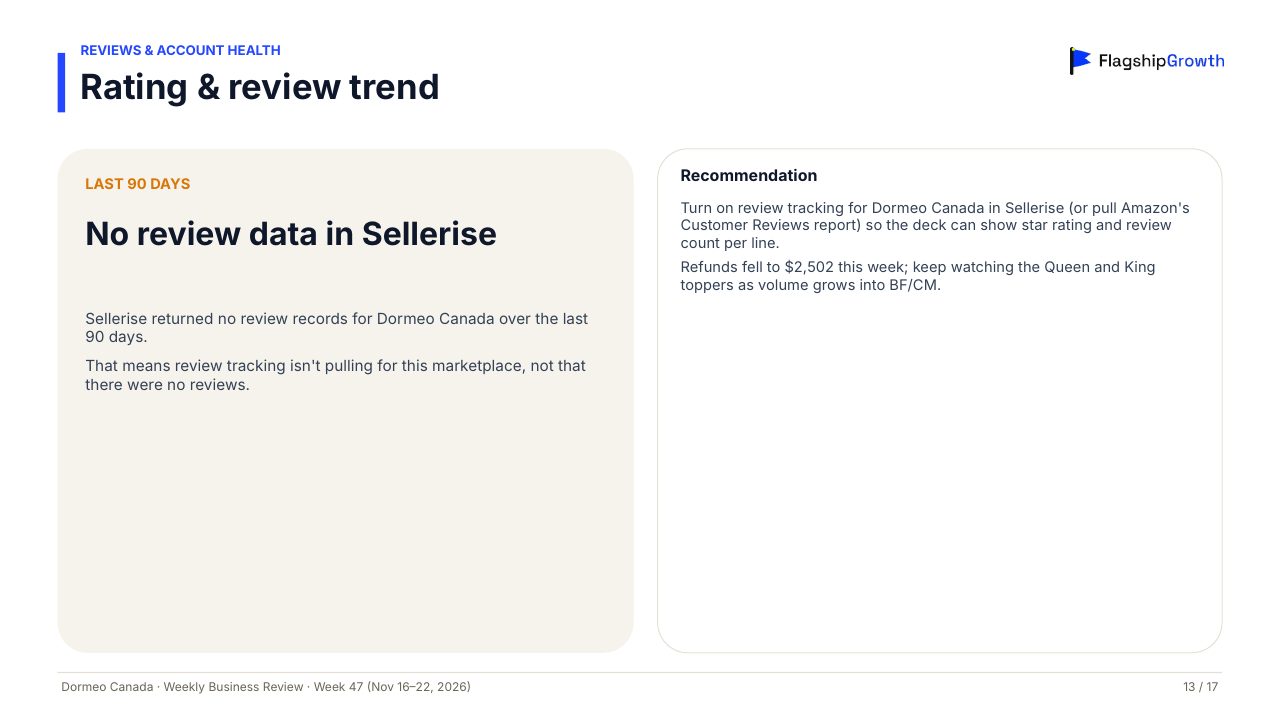 REVIEWS & ACCOUNT HEALTH
Rating & review trend
FlagshipGrowth
LAST 90 DAYS
No review data in Sellerise
Sellerise returned no review records for Dormeo Canada over the last
90 days.
That means review tracking isn't pulling for this marketplace, not that
there were no reviews.
Recommendation
Turn on review tracking for Dormeo Canada in Sellerise (or pull Amazon's
Customer Reviews report) so the deck can show star rating and review
count per line.
Refunds fell to $2,502 this week; keep watching the Queen and King
toppers as volume grows into BF/CM.
Dormeo Canada · Weekly Business Review · Week 47 (Nov 16–22, 2026)
13 / 17